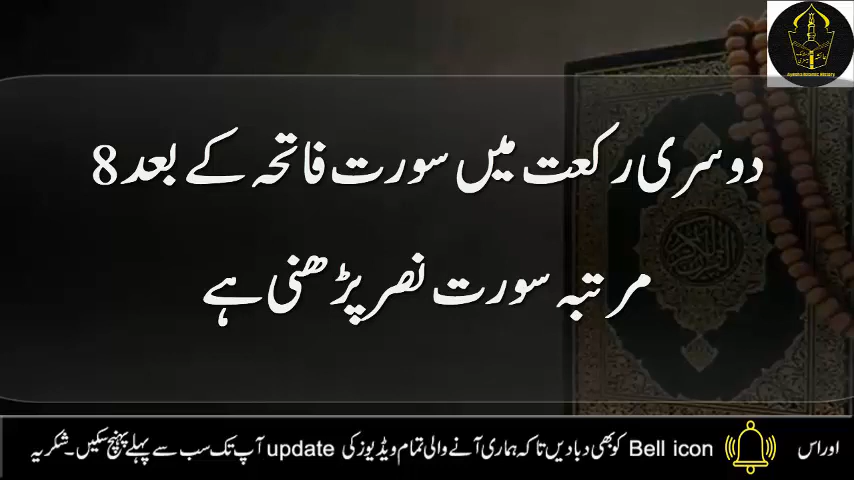 دوسری رکعت میں سورت فاتحہ کے بعد 8
مرتبہ سورت نصر پڑھنی ہے
اور اس Bell icon کو بھی دبا دیں تاکہ ہماری آنے والی تمام ویڈیوز کی update آپ تک سب سے پہلے پہنچ سکیں۔ شکریہ